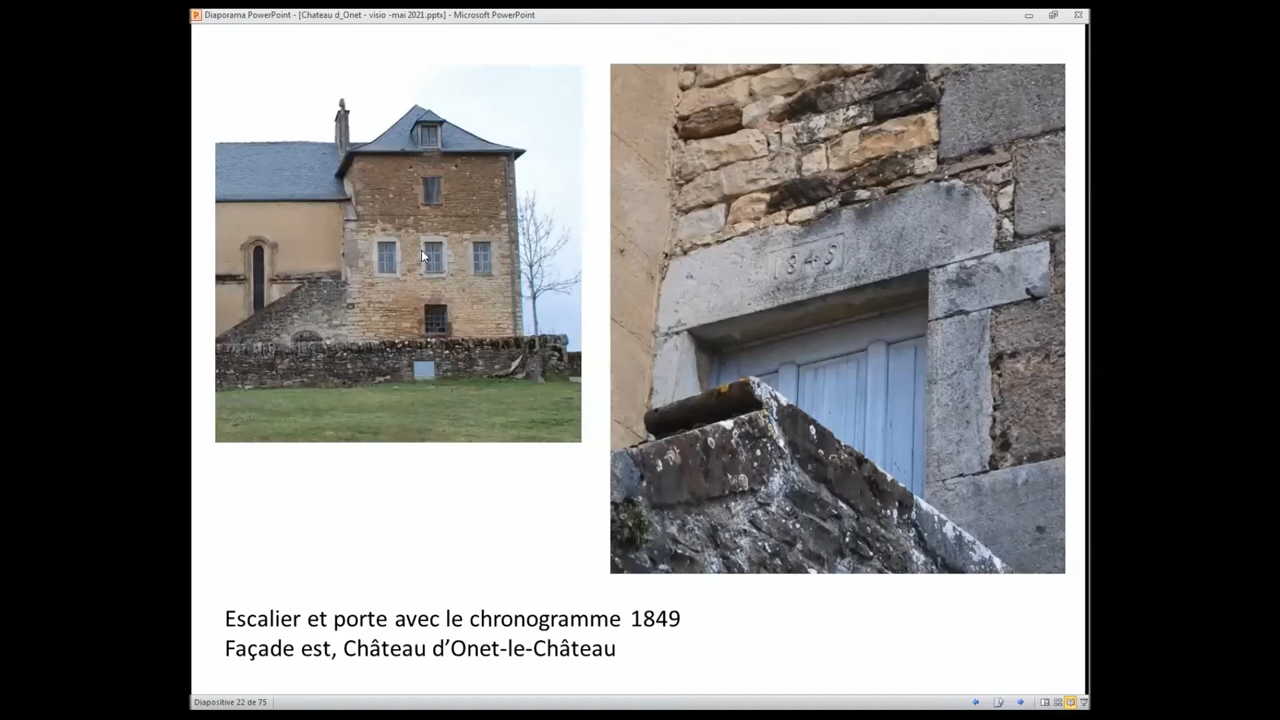 Diaporama PowerPoint - [Chateau d_Onet - visio -mai 2021.pptx] - Microsoft PowerPoint
1849
Escalier et porte avec le chronogramme 1849
Façade est, Château d’Onet-le-Château
Diapositive 22 de 75